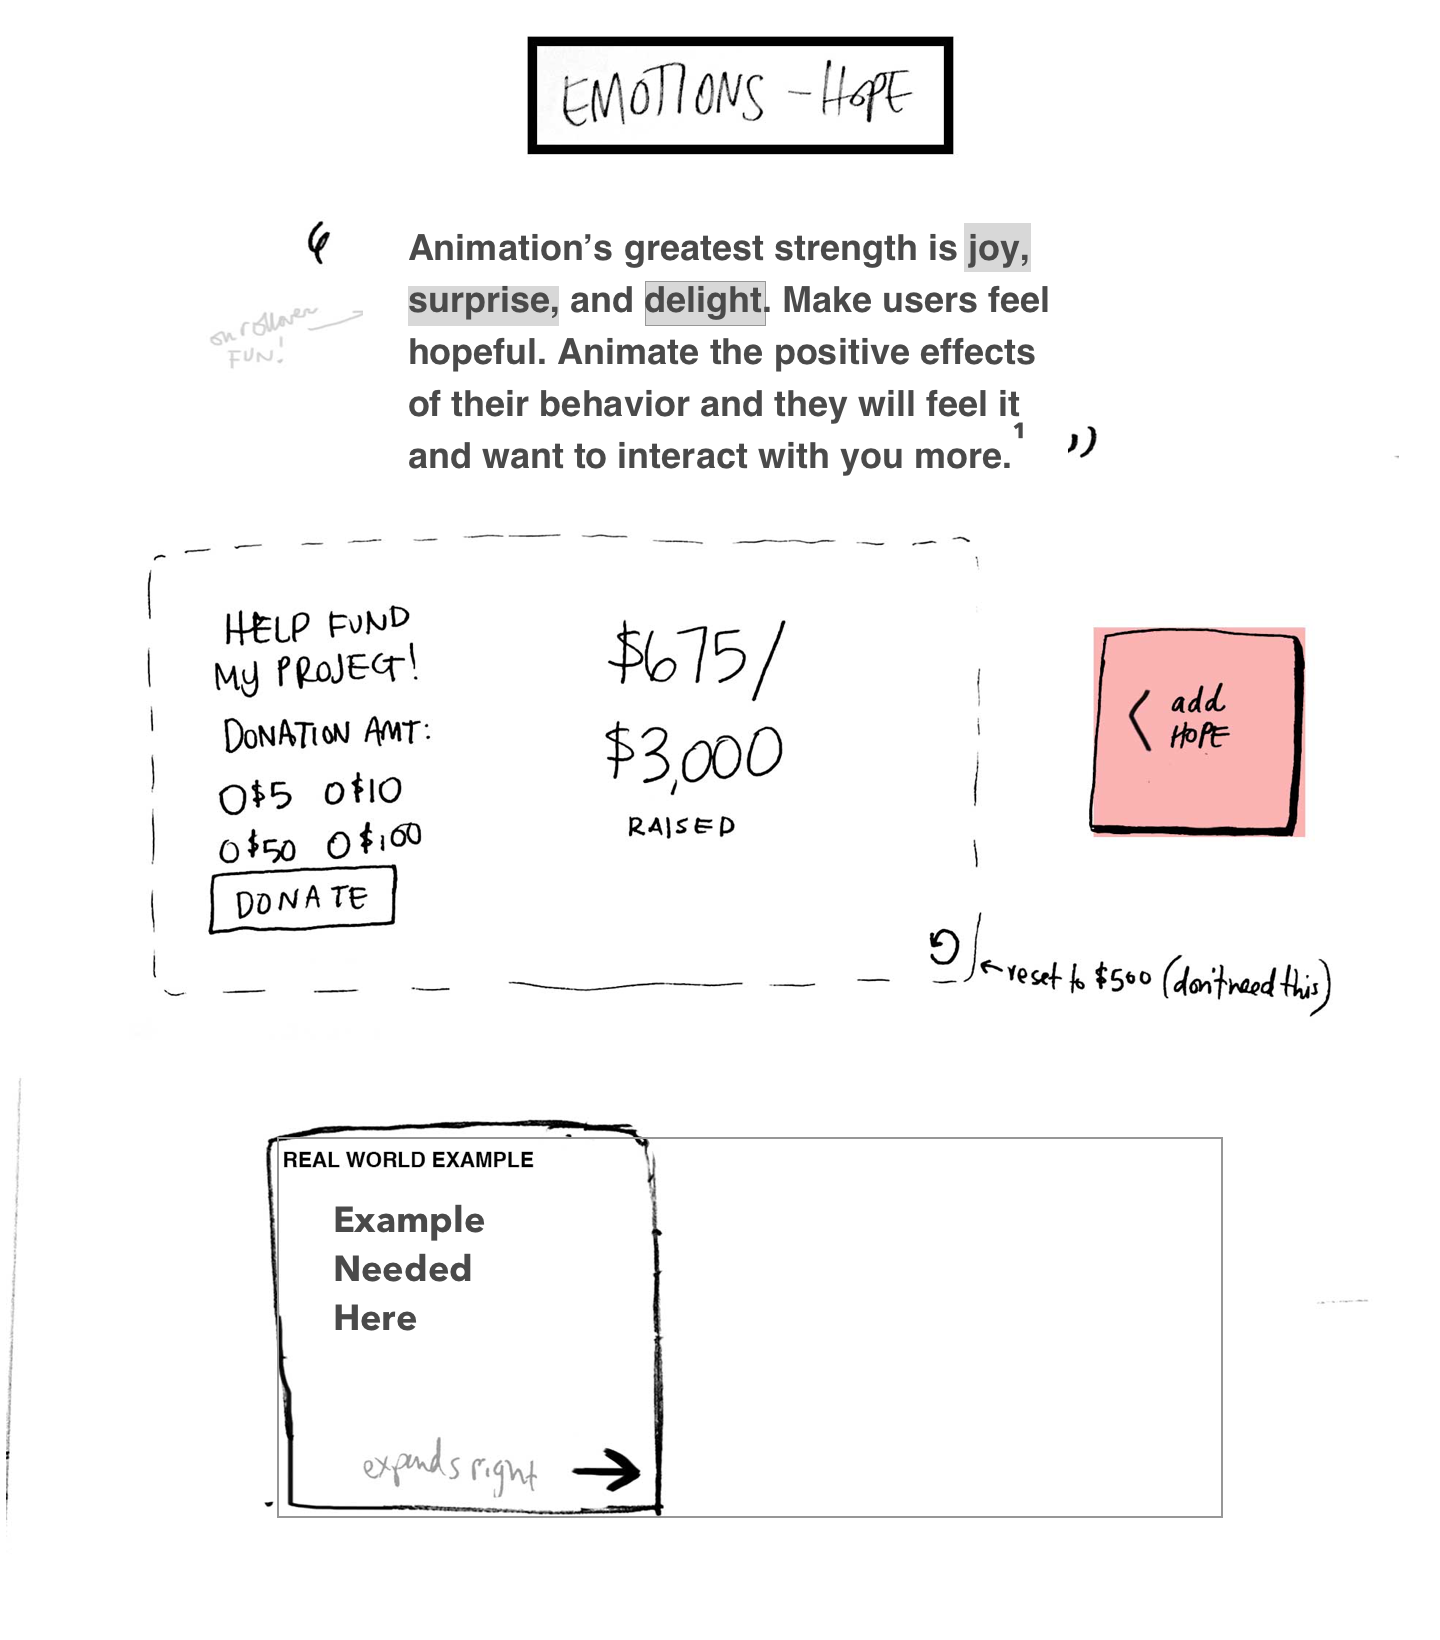 EMOTIONS - HOPE
“
Animation’s greatest strength is joy,
surprise, and delight. Make users feel
hopeful. Animate the positive effects
of their behavior and they will feel it
and want to interact with you more.1
”
on rollover
FUN!
HELP FUND
MY PROJECT!
DONATION AMT:
O $5 O $10
O $50 O $100
DONATE
$675/
$3,000
RAISED
< add
HOPE
←reset to $500 (don't need this)
REAL WORLD EXAMPLE
Example
Needed
Here
expands right →